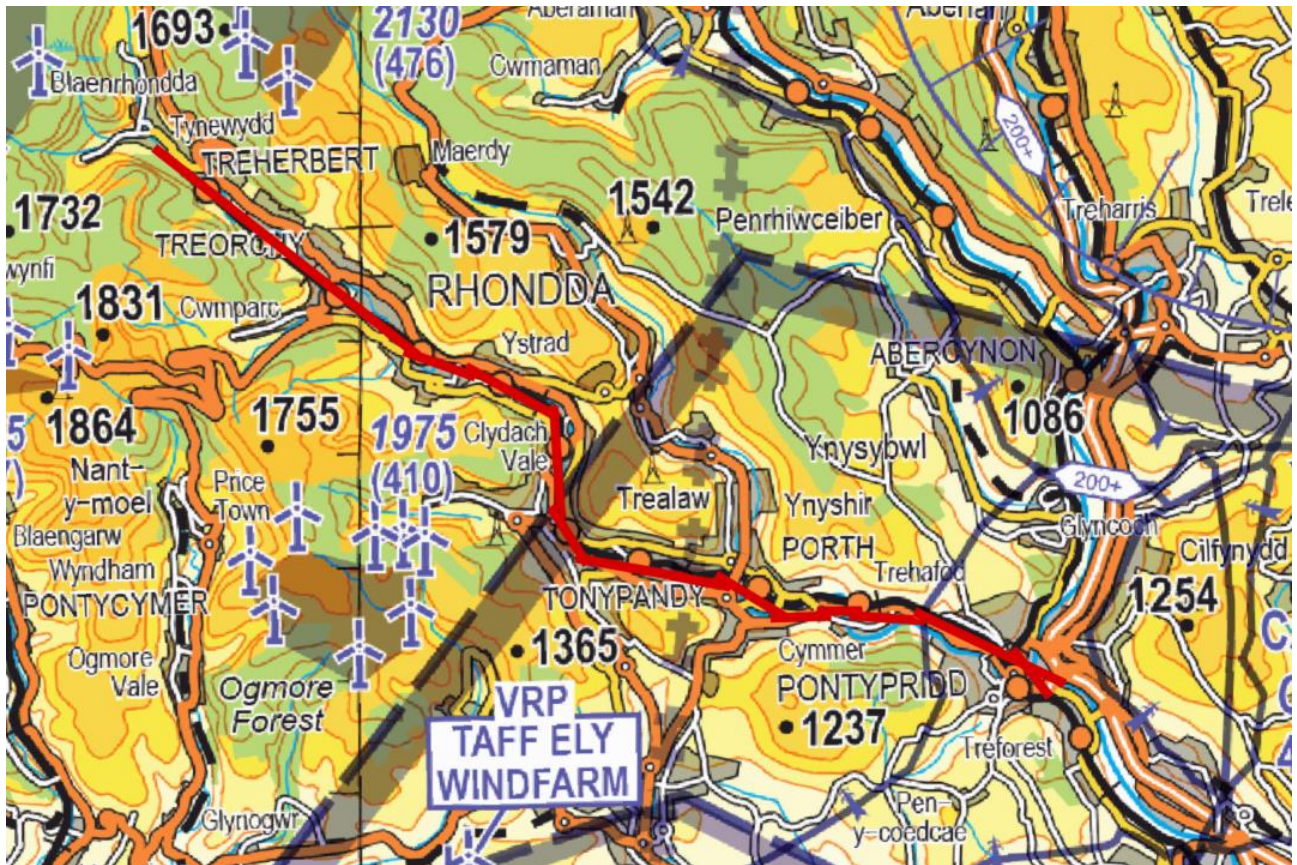 1693
2130
(476)
Aberaman
Cwmaman
Blaenrhondda
Tynewydd
TREHERBERT
Maerdy
200+
1732
1579
1542
Penrhiwceiber
Treharris
TREORCHY
RHONDDA
Cwmparc
1831
Ystrad
ABERCYNON
1864
1755
1975
(410)
Clydach
Vale
1086
Nant-
y-moel
Price
Town
Trealaw
Ynysybwl
200+
Blaengarw
Ynyshir
Glyncoch
Wyndham
PORTH
Cilfynydd
PONTYCYMER
TONYPANDY
Trehafod
1254
Ogmore
Vale
1365
Cymmer
Ogmore
Forest
PONTYPRIDD
VRP
TAFF ELY
WINDFARM
1237
Treforest
Glynogwr
Pen-
y-coedcae